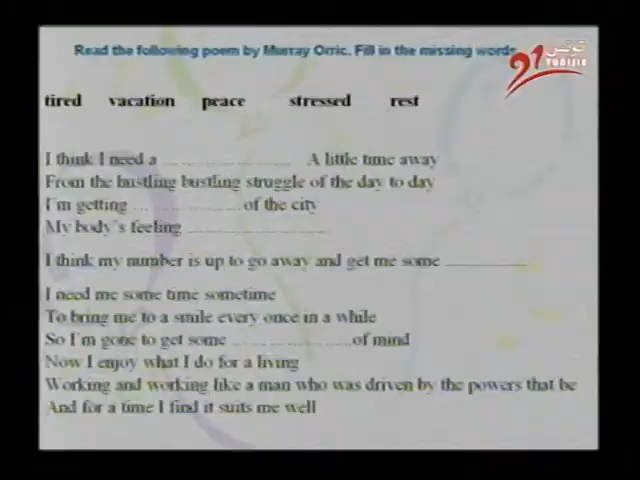 Read the following poem by Murray Orric. Fill in the missing words
21 تونس
TUNISIE
tired vacation peace stressed rest
I think I need a ........................... A little time away
From the hustling bustling struggle of the day to day
I'm getting ........................ of the city
My body's feeling ..............................
I think my number is up to go away and get me some ................
I need me some time sometime
To bring me to a smile every once in a while
So I'm gone to get some ........................... of mind
Now I enjoy what I do for a living
Working and working like a man who was driven by the powers that be
And for a time I find it suits me well